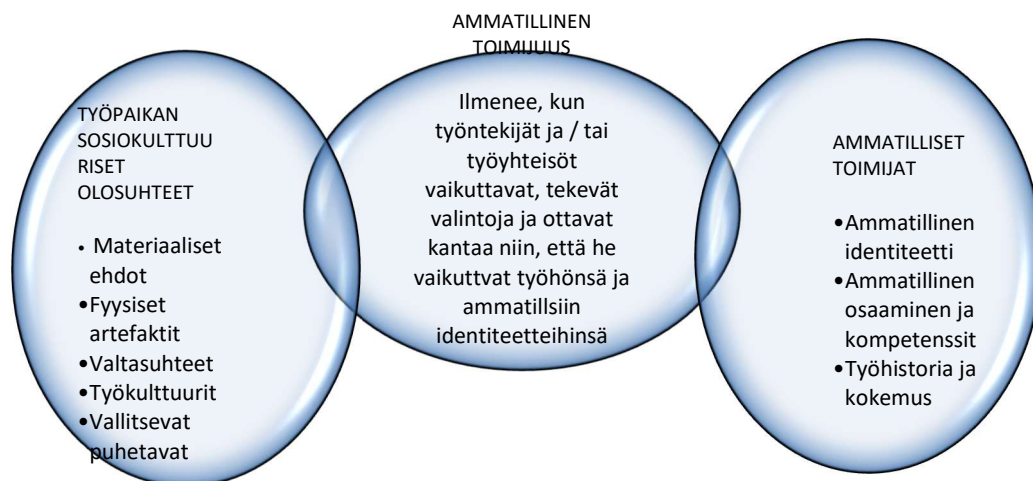 AMMATILLINEN
TOIMIJUUS
TYÖPAIKAN
SOSIOKULTTUU
RISET
OLOSUHTEET
• Materiaaliset
ehdot
•Fyysiset
artefaktit
•Valtasuhteet
•Työkulttuurit
•Vallitsevat
puhetavat
Ilmenee, kun
työntekijät ja / tai
työyhteisöt
vaikuttavat, tekevät
valintoja ja ottavat
kantaa niin, että he
vaikuttvat työhönsä ja
ammatillsiin
identiteetteihinsä
AMMATILLISET
TOIMIJAT
•Ammatillinen
identiteetti
•Ammatillinen
osaaminen ja
kompetenssit
•Työhistoria ja
kokemus